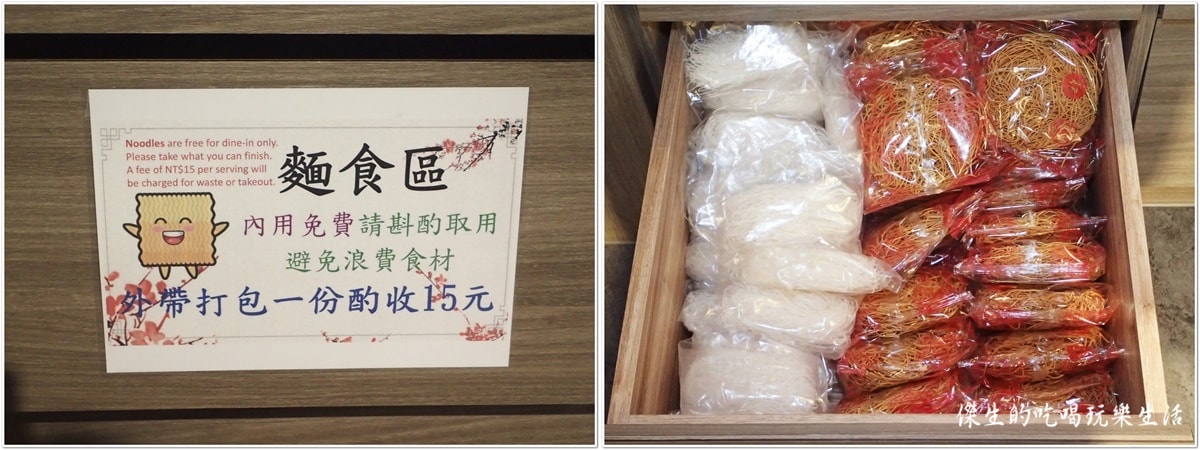 Noodles are free for dine-in only.
Please take what you can finish.
A fee of NT$15 per serving will
be charged for waste or takeout.
麵食區
內用免費請斟酌取用
避免浪費食材
外帶打包一份酌收15元
傑生的吃喝玩樂生活